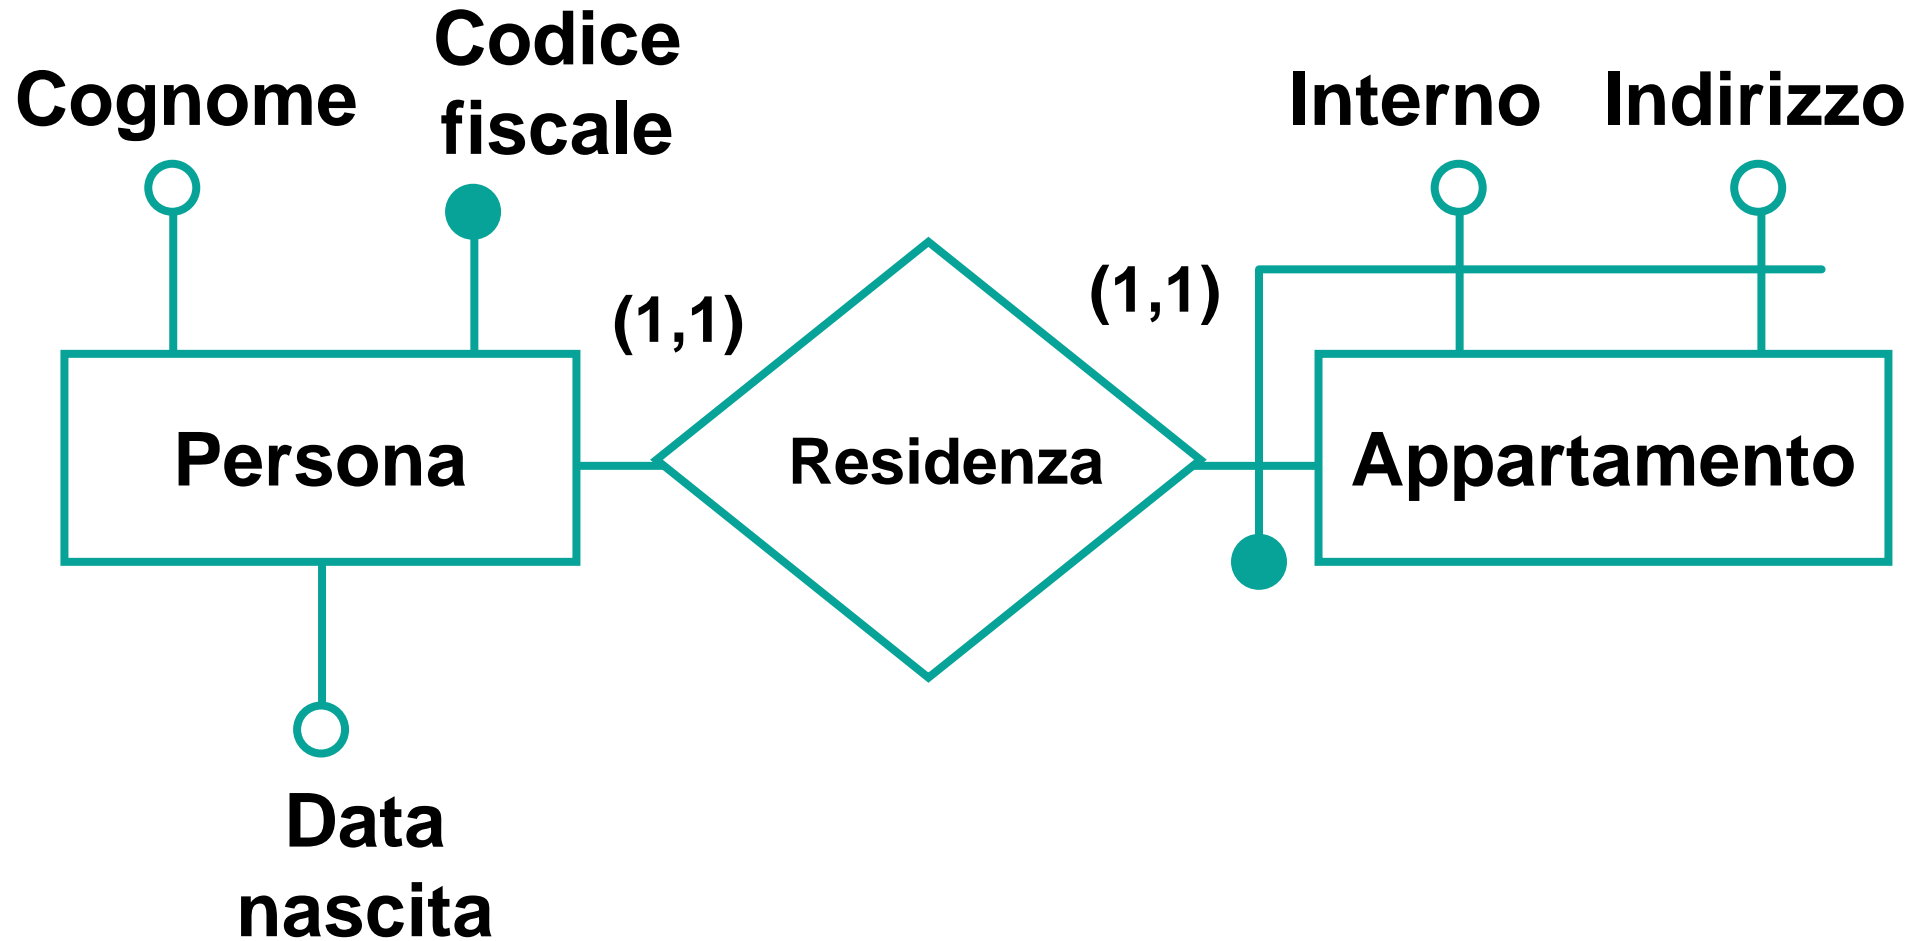 Cognome
Codice
fiscale
Interno
Indirizzo
(1,1)
(1,1)
Persona
Residenza
Appartamento
Data
nascita